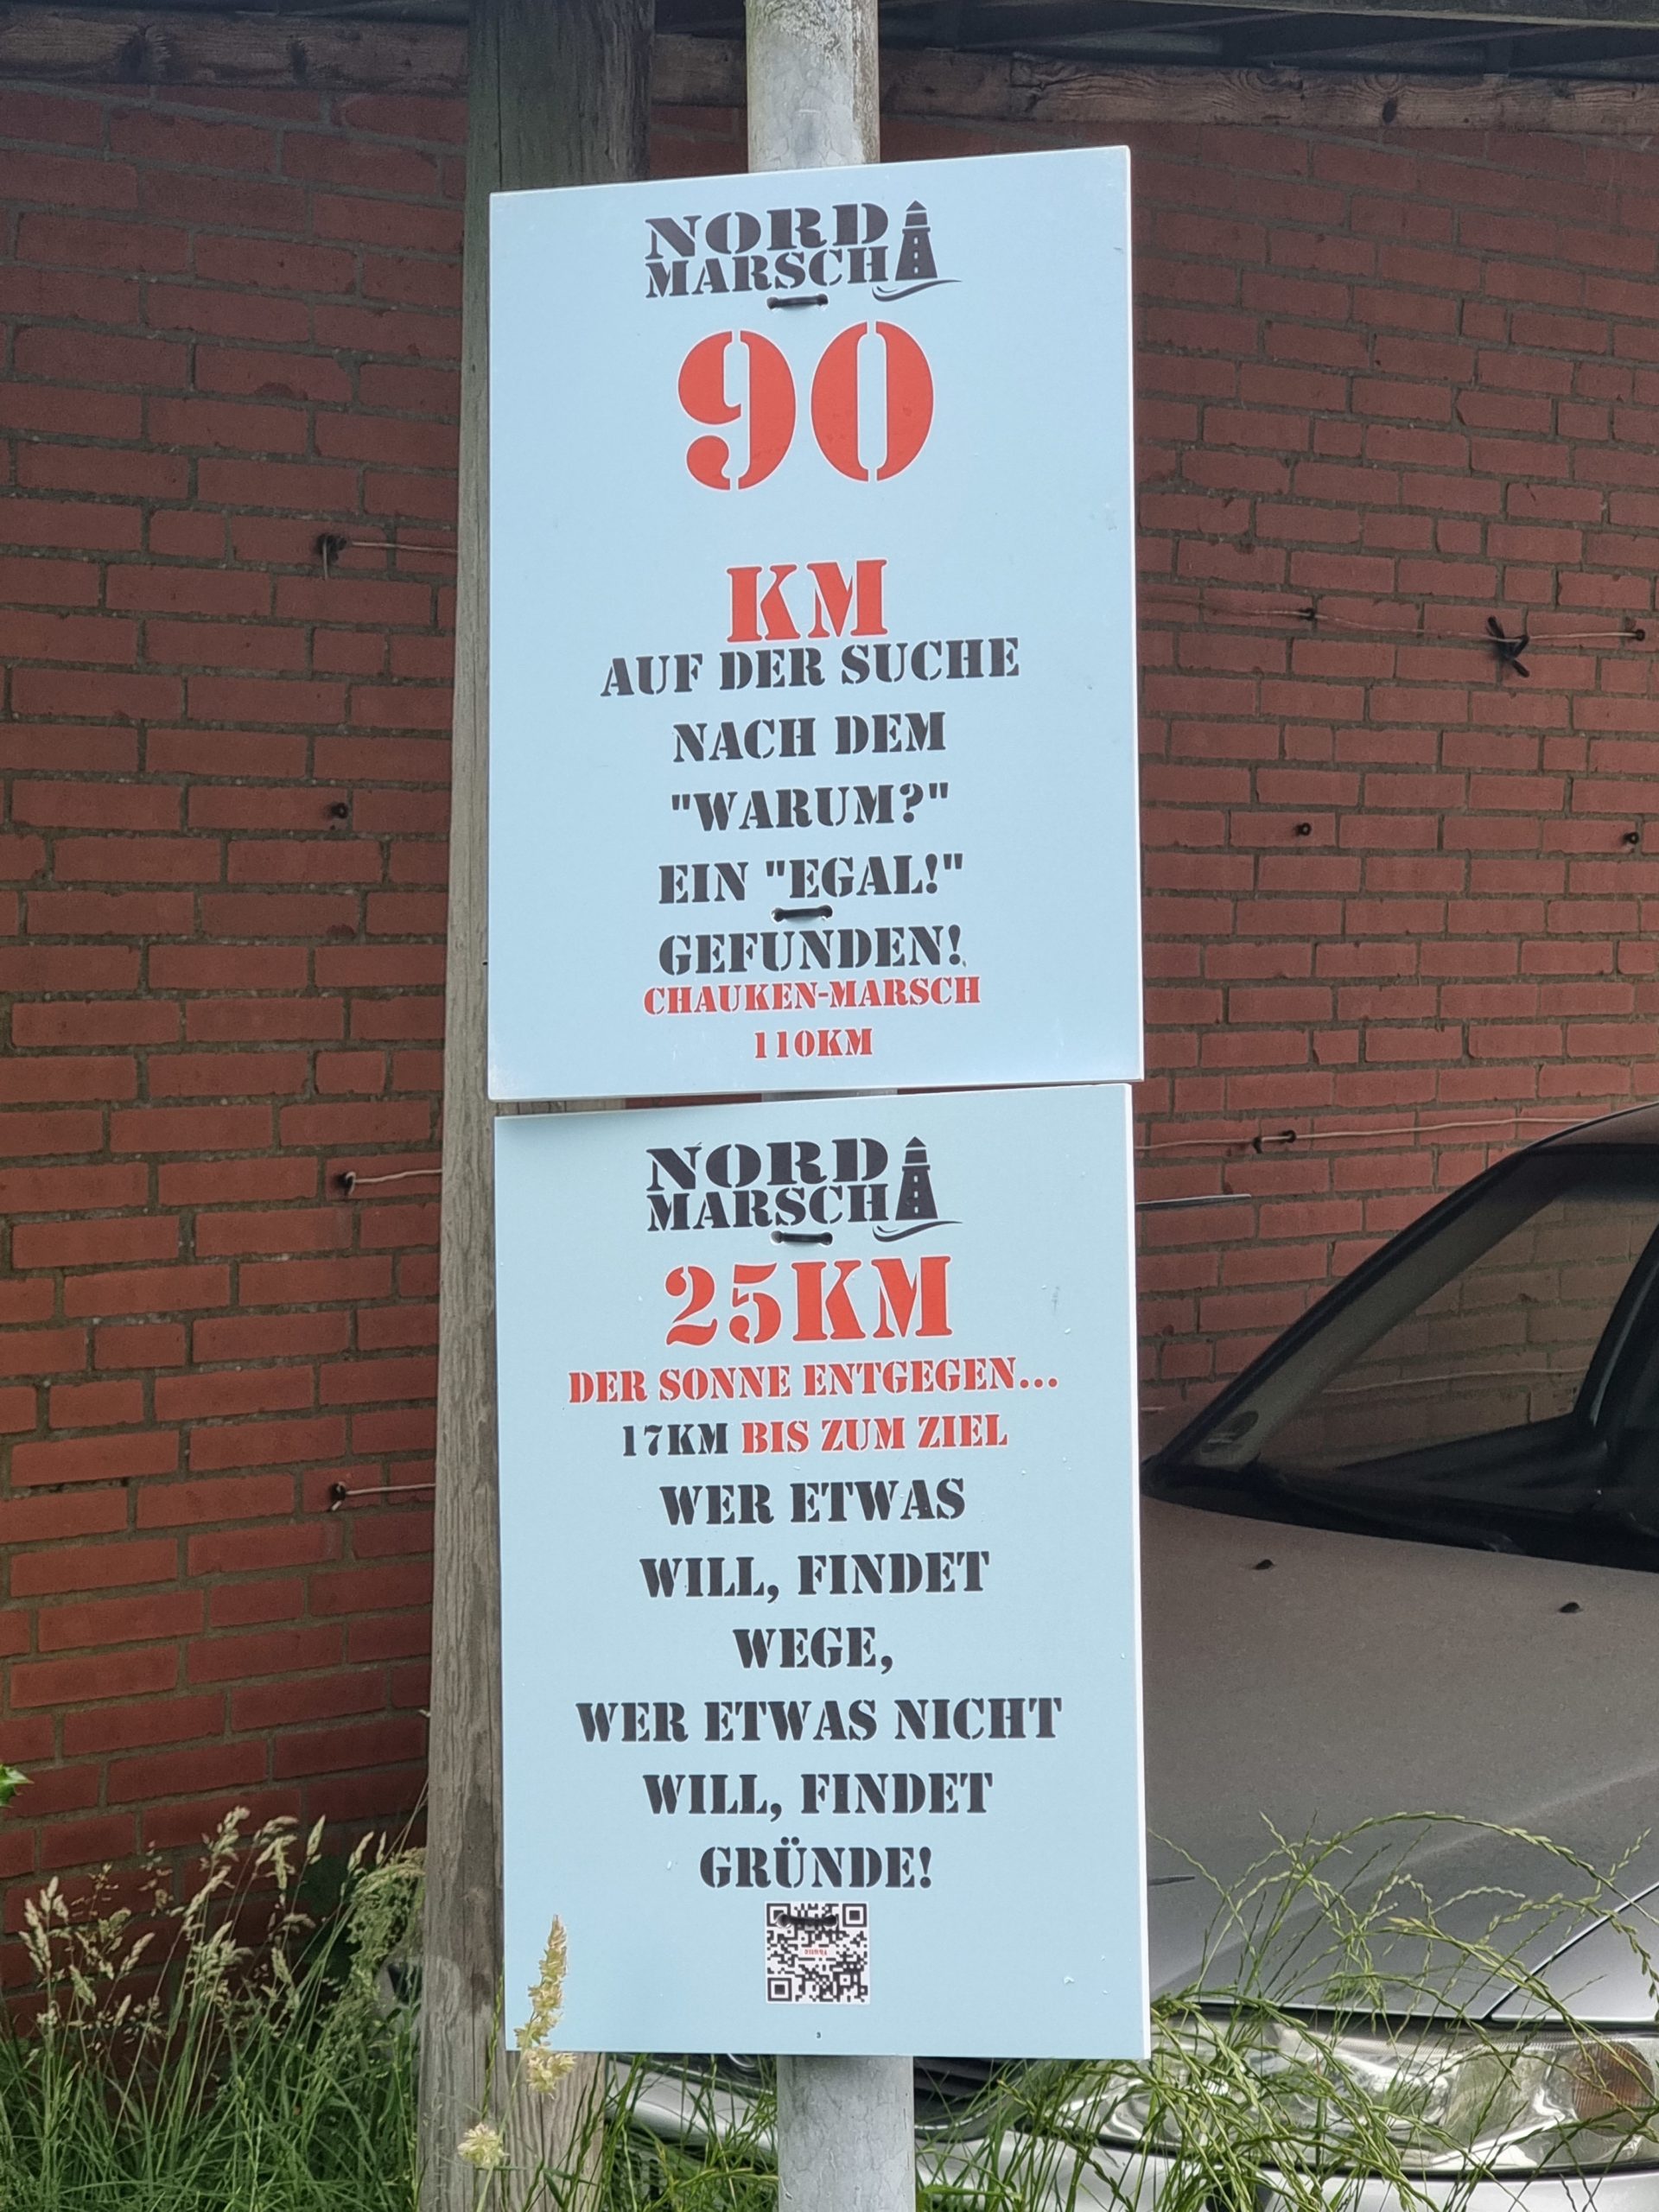 NORD
MARSCH
90
KM
AUF DER SUCHE
NACH DEM
"WARUM?"
EIN "EGAL!"
GEFUNDEN!
CHAUKEN-MARSCH
110KM
NORD
MARSCH
25KM
DER SONNE ENTGEGEN...
17KM BIS ZUM ZIEL
WER ETWAS
WILL, FINDET
WEGE,
WER ETWAS NICHT
WILL, FINDET
GRÜNDE!
3